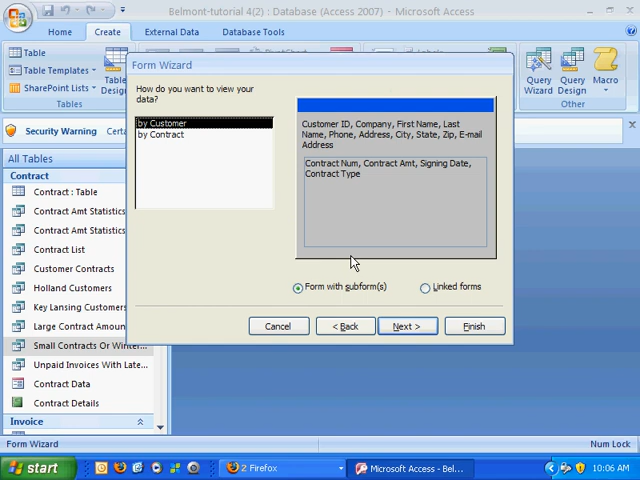 Belmont-tutorial 4(2) : Database (Access 2007) - Microsoft Access
Home Create External Data Database Tools
Table
Table Templates
SharePoint Lists
Table
Design
Tables
Query
Wizard
Query
Design
Macro
Other
Security Warning Certa
All Tables
Contract
Contract : Table
Contract Amt Statistics
Contract Amt Statistics
Contract List
Customer Contracts
Holland Customers
Key Lansing Customers
Large Contract Amoun
Small Contracts Or Winter...
Unpaid Invoices With Late...
Contract Data
Contract Details
Invoice
Form Wizard
How do you want to view your
data?
by Customer
by Contract
Customer ID, Company, First Name, Last
Name, Phone, Address, City, State, Zip, E-mail
Address
Contract Num, Contract Amt, Signing Date,
Contract Type
Form with subform(s) Linked forms
Cancel < Back Next > Finish
Form Wizard Num Lock
start 2 Firefox Microsoft Access - Bel... 10:06 AM